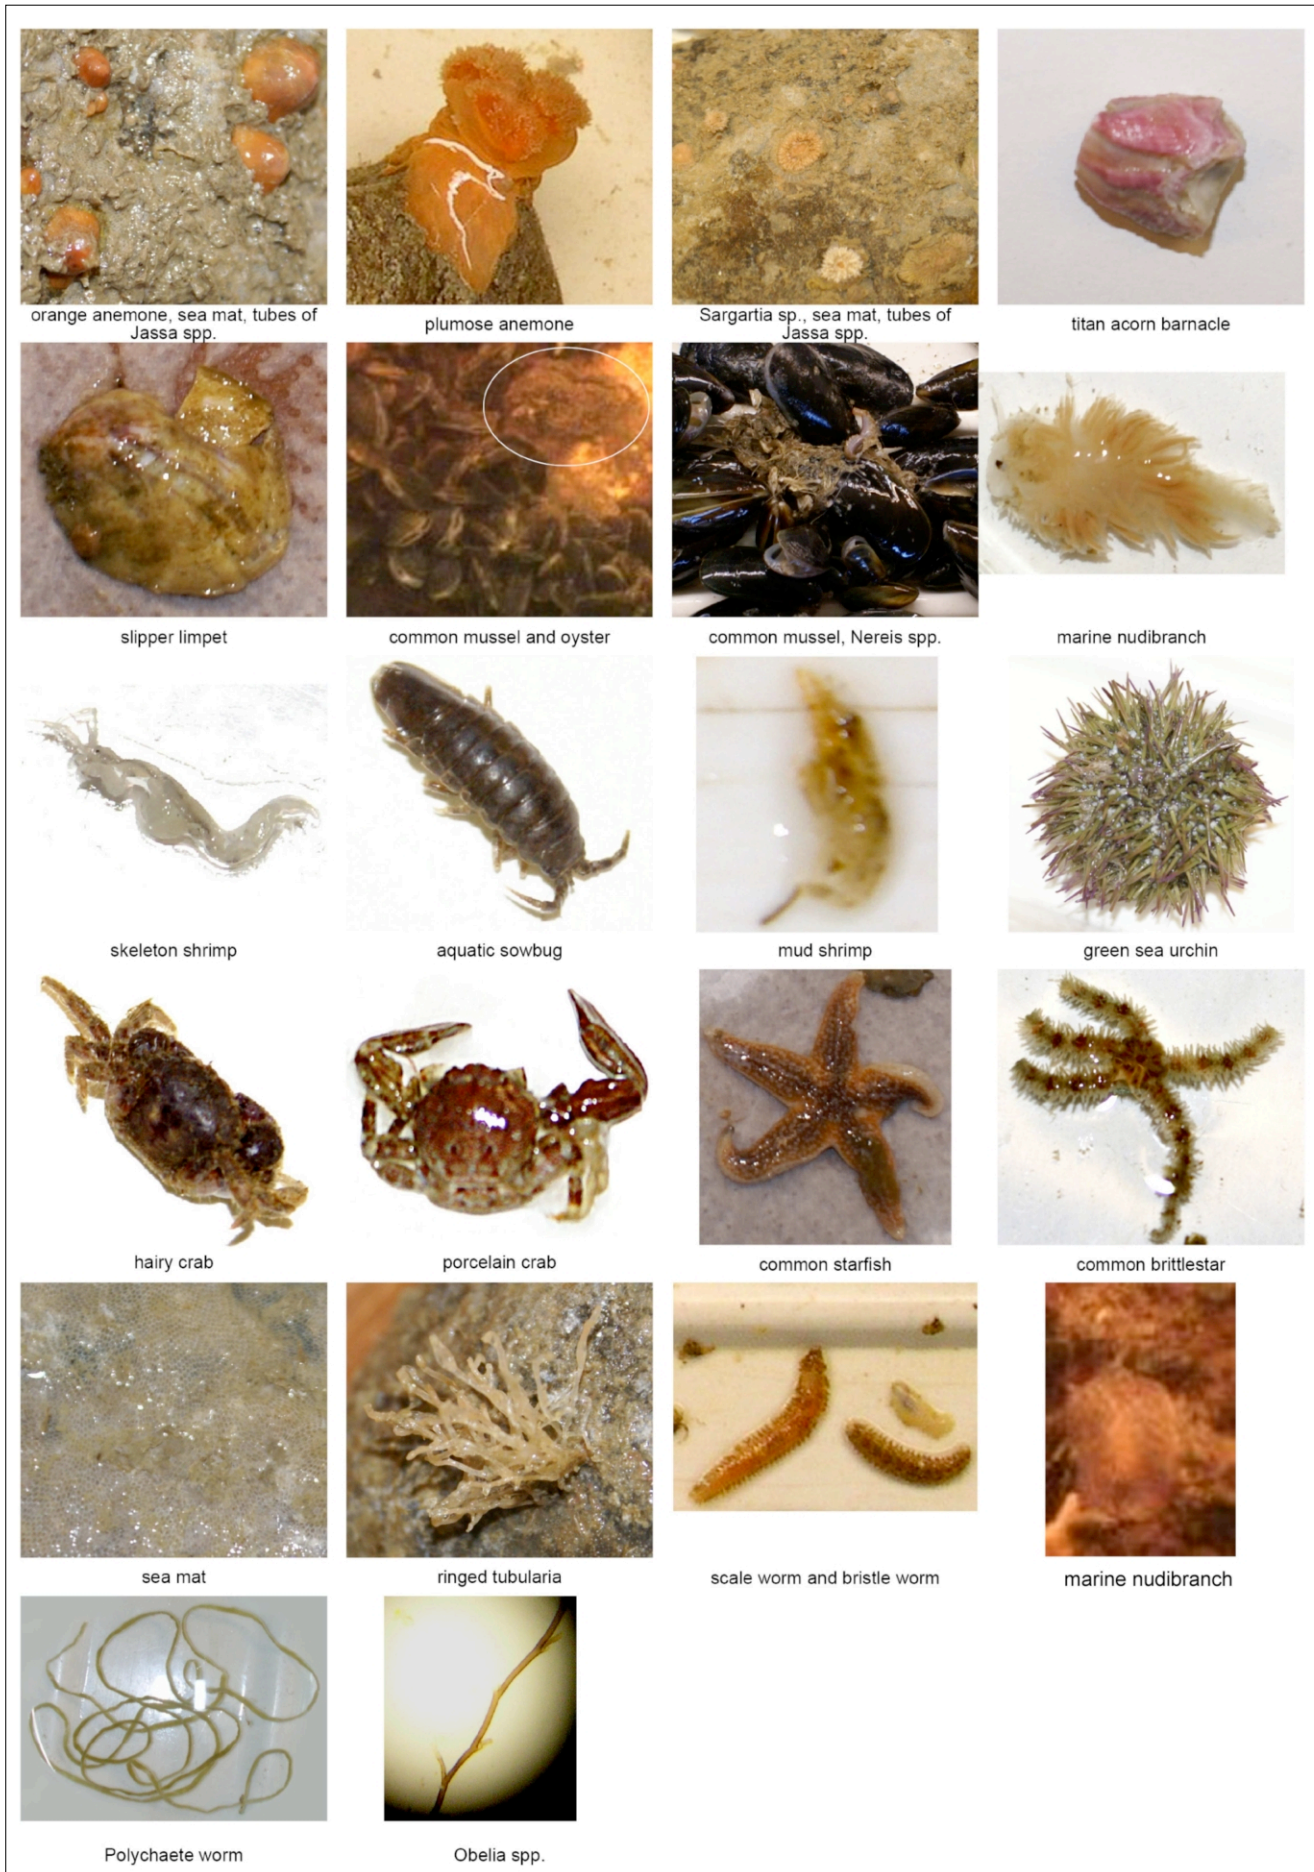 orange anemone, sea mat, tubes of
Jassa spp.
plumose anemone
Sargartia sp., sea mat, tubes of
Jassa spp.
titan acorn barnacle
slipper limpet
common mussel and oyster
common mussel, Nereis spp.
marine nudibranch
skeleton shrimp
aquatic sowbug
mud shrimp
green sea urchin
hairy crab
porcelain crab
common starfish
common brittlestar
sea mat
ringed tubularia
scale worm and bristle worm
marine nudibranch
Polychaete worm
Obelia spp.